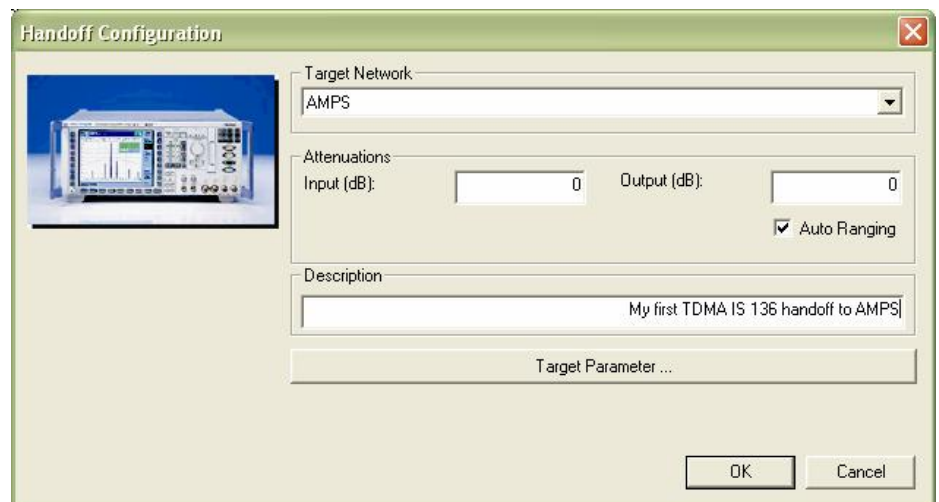 Handoff Configuration
Target Network
AMPS
Attenuations
Input (dB):
0
Output (dB):
0
Auto Ranging
Description
My first TDMA IS 136 handoff to AMPS
Target Parameter ...
OK
Cancel